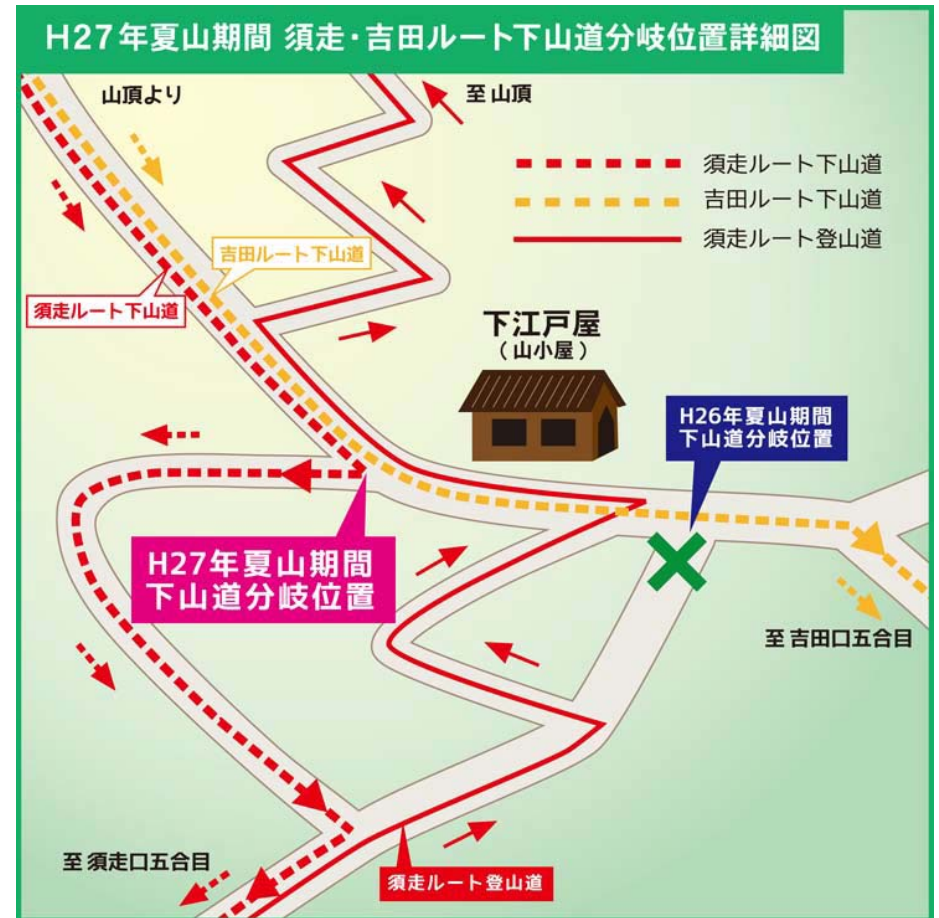 H27年夏山期間 須走・吉田ルート下山道分岐位置詳細図
山頂より
至 山頂
須走ルート下山道
吉田ルート下山道
須走ルート登山道
吉田ルート下山道
須走ルート下山道
下江戸屋
（山小屋）
H26年夏山期間
下山道分岐位置
H27年夏山期間
下山道分岐位置
至 吉田口五合目
至 須走口五合目
須走ルート登山道